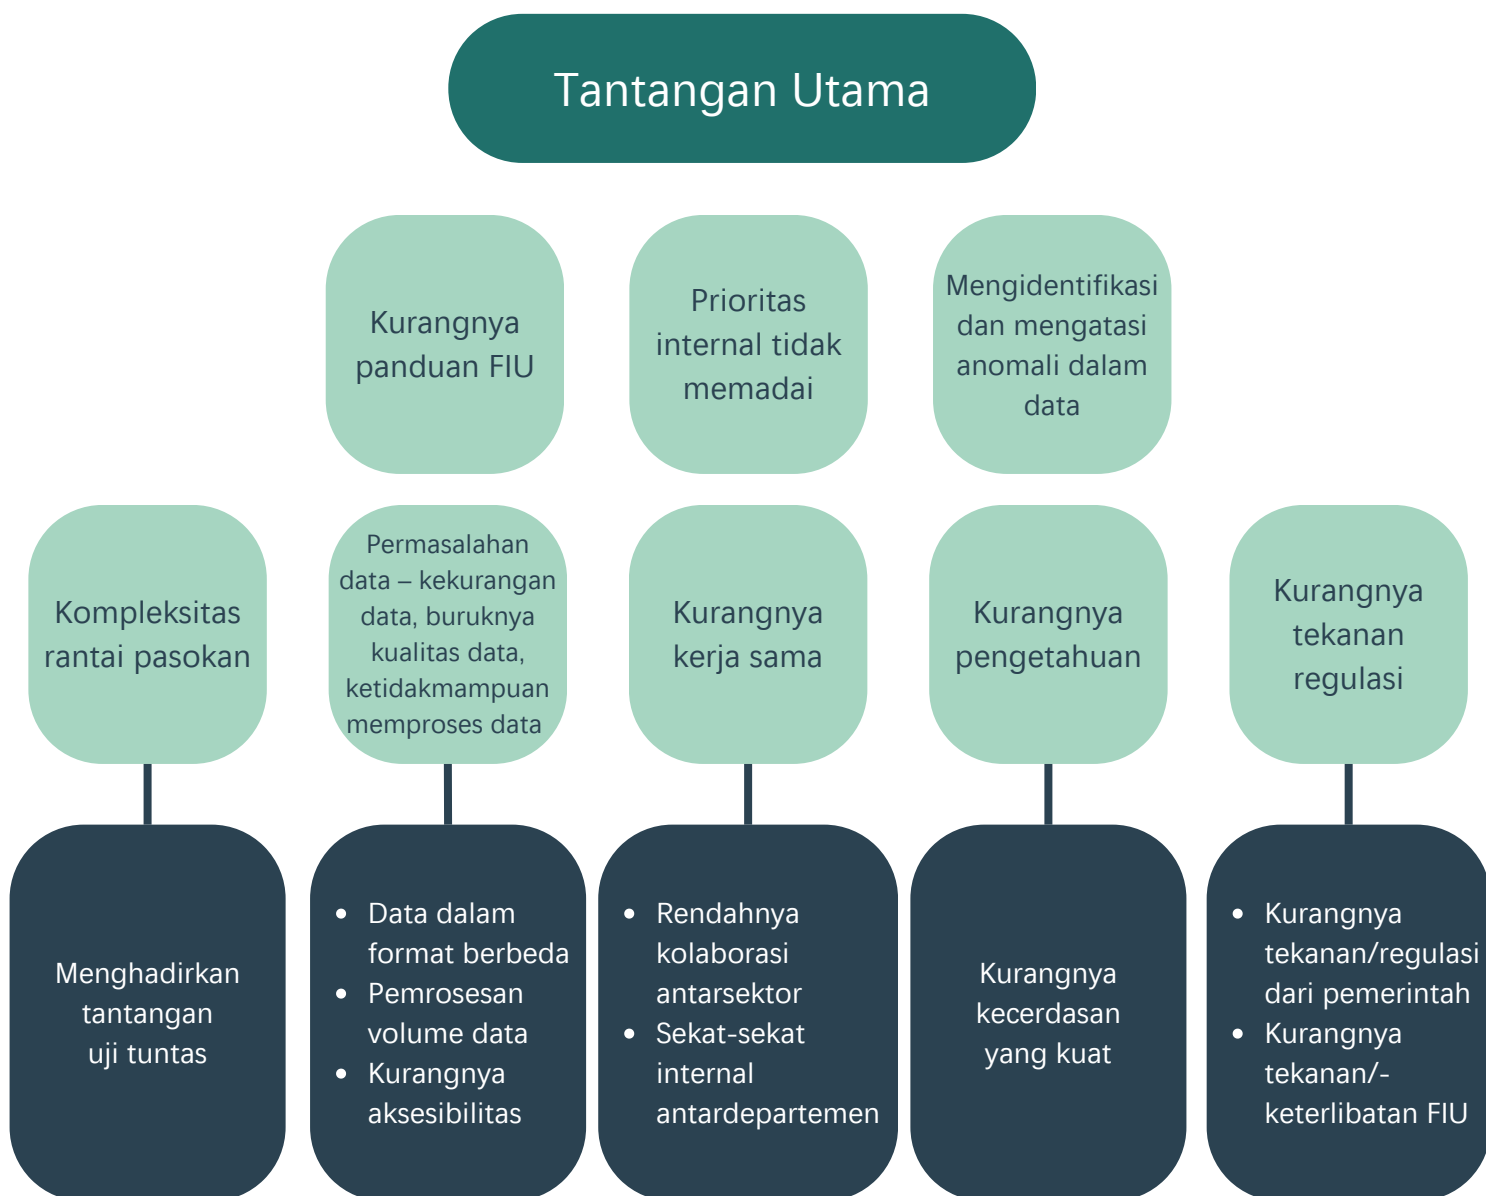 Tantangan Utama
Kurangnya
panduan FIU
Prioritas
internal tidak
memadai
Mengidentifikasi
dan mengatasi
anomali dalam
data
Kompleksitas
rantai pasokan
Permasalahan
data – kekurangan
data, buruknya
kualitas data,
ketidakmampuan
memproses data
Kurangnya
kerja sama
Kurangnya
pengetahuan
Kurangnya
tekanan
regulasi
Menghadirkan
tantangan
uji tuntas
• Data dalam
format berbeda
• Pemrosesan
volume data
• Kurangnya
aksesibilitas
• Rendahnya
kolaborasi
antarsektor
• Sekat-sekat
internal
antardepartemen
Kurangnya
kecerdasan
yang kuat
• Kurangnya
tekanan/regulasi
dari pemerintah
• Kurangnya
tekanan/-
keterlibatan FIU